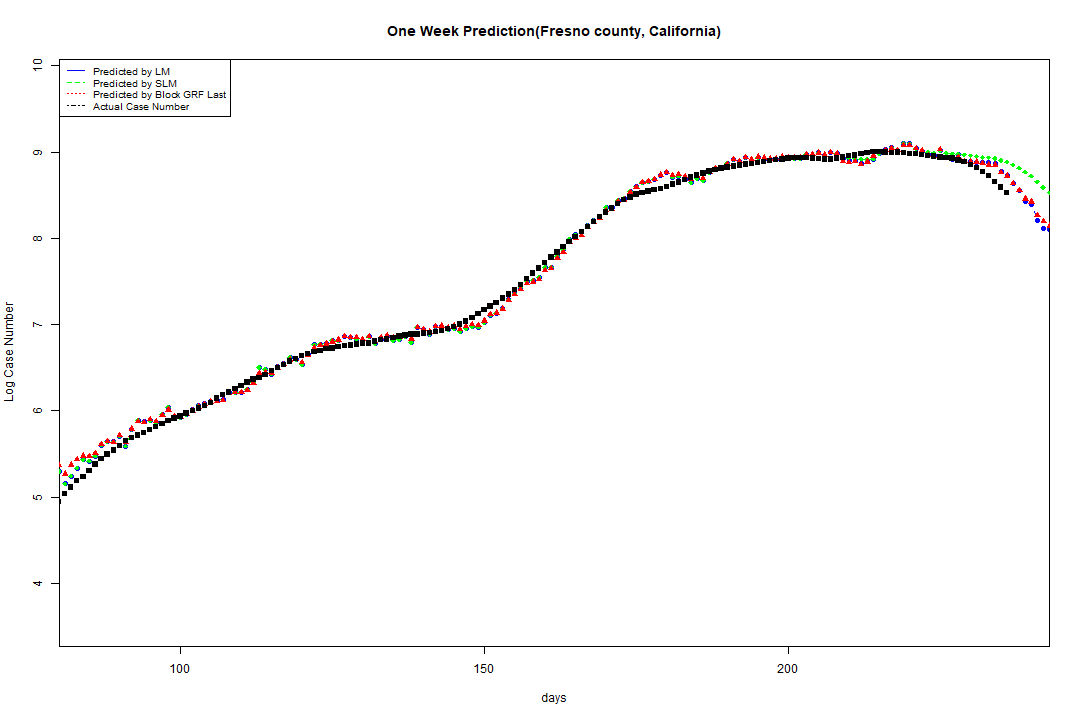 One Week Prediction(Fresno county, California)
Predicted by LM
Predicted by SLM
Predicted by Block GRF Last
Actual Case Number
10
9
8
7
6
5
4
Log Case Number
100 150 200
days